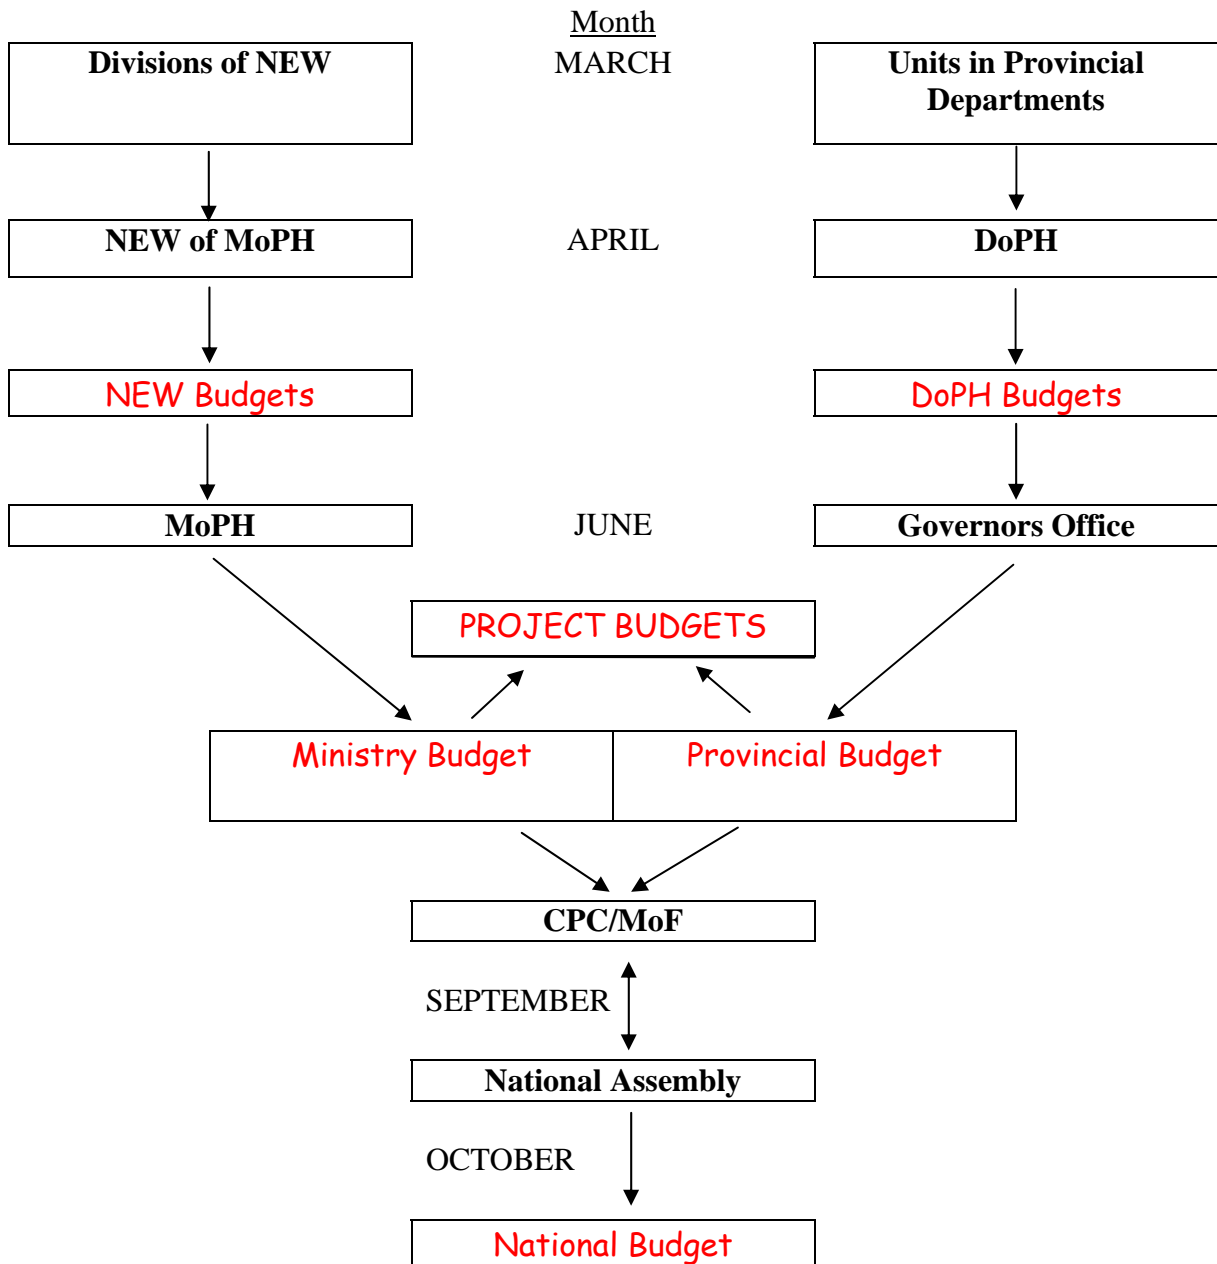 Month
Divisions of NEW
MARCH
Units in Provincial
Departments
NEW of MoPH
APRIL
DoPH
NEW Budgets
DoPH Budgets
MoPH
JUNE
Governors Office
PROJECT BUDGETS
Ministry Budget
Provincial Budget
CPC/MoF
SEPTEMBER
National Assembly
OCTOBER
National Budget